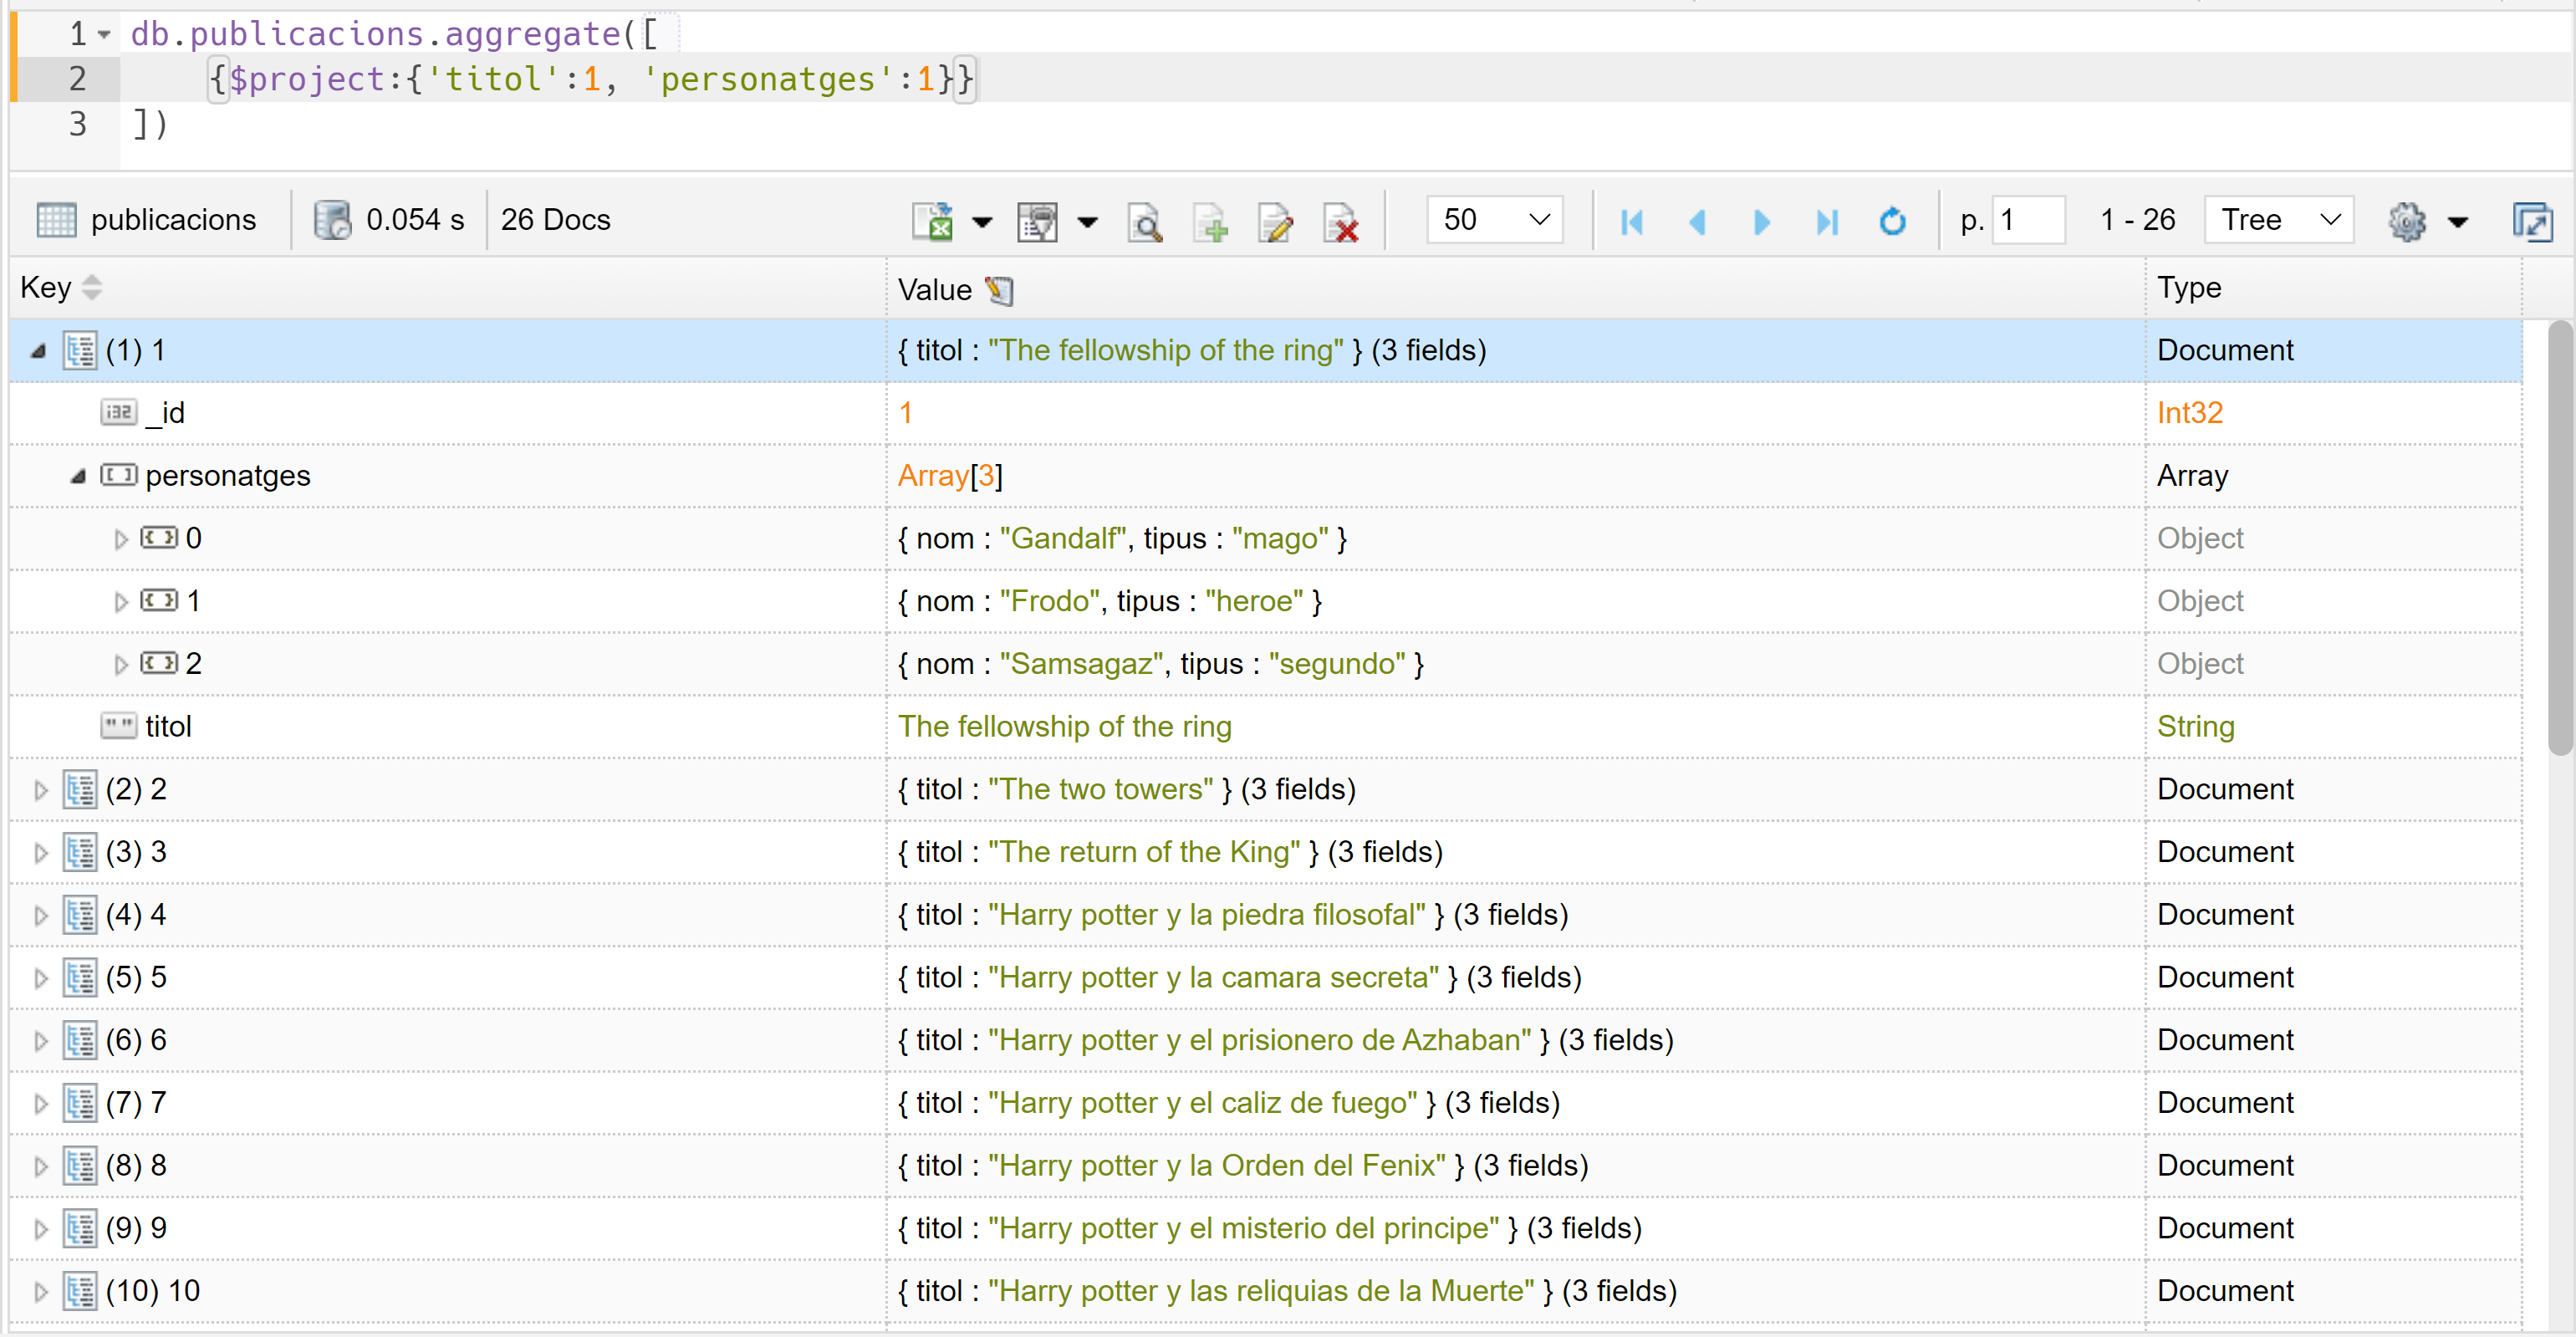 1 db.publicacions.aggregate([
2 {$project:{'titol':1, 'personatges':1}}
3 ])
publicacions 0.054 s 26 Docs 50 p. 1 1 - 26 Tree
Key Value Type
(1) 1 { titol : "The fellowship of the ring" } (3 fields) Document
i32 _id 1 Int32
personatges Array[3] Array
0 { nom : "Gandalf", tipus : "mago" } Object
1 { nom : "Frodo", tipus : "heroe" } Object
2 { nom : "Samsagaz", tipus : "segundo" } Object
titol The fellowship of the ring String
(2) 2 { titol : "The two towers" } (3 fields) Document
(3) 3 { titol : "The return of the King" } (3 fields) Document
(4) 4 { titol : "Harry potter y la piedra filosofal" } (3 fields) Document
(5) 5 { titol : "Harry potter y la camara secreta" } (3 fields) Document
(6) 6 { titol : "Harry potter y el prisionero de Azhaban" } (3 fields) Document
(7) 7 { titol : "Harry potter y el caliz de fuego" } (3 fields) Document
(8) 8 { titol : "Harry potter y la Orden del Fenix" } (3 fields) Document
(9) 9 { titol : "Harry potter y el misterio del principe" } (3 fields) Document
(10) 10 { titol : "Harry potter y las reliquias de la Muerte" } (3 fields) Document